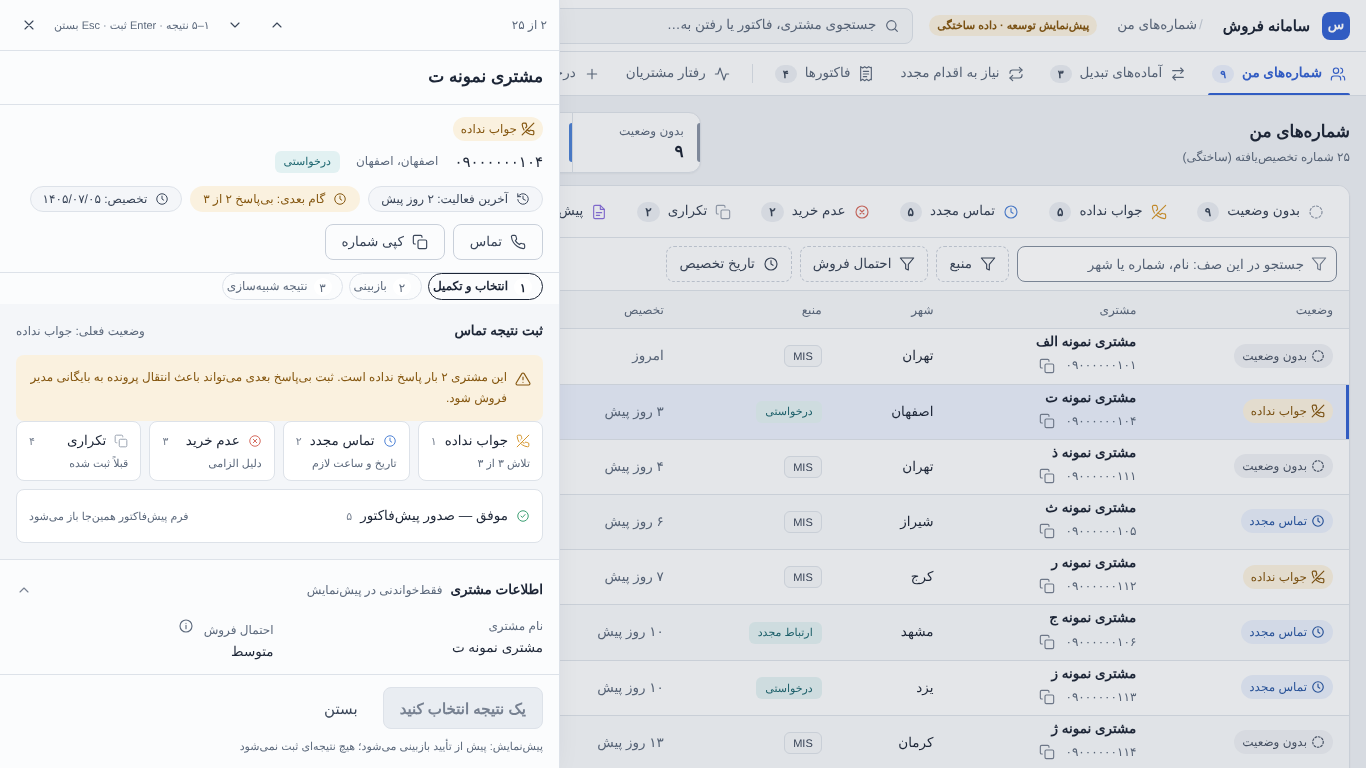 س
سامانه فروش
شماره‌های من /
پیش‌نمایش توسعه · داده ساختگی
جستجوی مشتری، فاکتور یا رفتن به...
شماره‌های من ۹
آماده‌های تبدیل ۳
نیاز به اقدام مجدد
فاکتورها ۴
رفتار مشتریان
شماره‌های من
۲۵ شماره تخصیص‌یافته (ساختگی)
بدون وضعیت
۹
بدون وضعیت ۹
جواب نداده ۵
تماس مجدد ۵
عدم خرید ۲
تکراری ۲
جستجو در این صفحه: نام، شماره یا شهر
منبع
احتمال فروش
تاریخ تخصیص
وضعیت مشتری شهر منبع تخصیص
بدون وضعیت مشتری نمونه الف ۰۹۰۰۰۰۰۰۱۰۱ تهران MIS امروز
جواب نداده مشتری نمونه ت ۰۹۰۰۰۰۰۰۱۰۴ اصفهان درخواستی ۳ روز پیش
بدون وضعیت مشتری نمونه ذ ۰۹۰۰۰۰۰۰۱۱۱ تهران MIS ۴ روز پیش
تماس مجدد مشتری نمونه ث ۰۹۰۰۰۰۰۰۱۰۵ شیراز MIS ۶ روز پیش
جواب نداده مشتری نمونه ر ۰۹۰۰۰۰۰۰۱۱۲ کرج MIS ۷ روز پیش
تماس مجدد مشتری نمونه ج ۰۹۰۰۰۰۰۰۱۰۶ مشهد ارتباط مجدد ۱۰ روز پیش
تماس مجدد مشتری نمونه ز ۰۹۰۰۰۰۰۰۱۱۳ یزد درخواستی ۱۰ روز پیش
بدون وضعیت مشتری نمونه ژ ۰۹۰۰۰۰۰۰۱۱۴ کرمان MIS ۱۳ روز پیش
۲ از ۲۵
۱–۵ نتیجه · Enter ثبت · Esc بستن
مشتری نمونه ت
جواب نداده
۰۹۰۰۰۰۰۰۱۰۴ اصفهان، اصفهان درخواستی
آخرین فعالیت: ۲ روز پیش
گام بعدی: بی‌پاسخ ۲ از ۳
تخصیص: ۱۴۰۵/۰۷/۰۵
تماس
کپی شماره
۱ انتخاب و تکمیل
۲ بازبینی
۳ نتیجه شبیه‌سازی
ثبت نتیجه تماس
وضعیت فعلی: جواب نداده
این مشتری ۲ بار پاسخ نداده است. ثبت بی‌پاسخ بعدی می‌تواند باعث انتقال پرونده به بایگانی مدیر
فروش شود.
جواب نداده ۱
تلاش ۳ از ۳
تماس مجدد ۲
تاریخ و ساعت لازم
عدم خرید ۳
دلیل الزامی
تکراری ۴
قبلاً ثبت شده
موفق — صدور پیش‌فاکتور ۵
فرم پیش‌فاکتور همین‌جا باز می‌شود
اطلاعات مشتری فقط‌خواندنی در پیش‌نمایش
نام مشتری
مشتری نمونه ت
احتمال فروش
متوسط
یک نتیجه انتخاب کنید
بستن
پیش‌نمایش: پیش از تأیید بازبینی می‌شود؛ هیچ نتیجه‌ای ثبت نمی‌شود